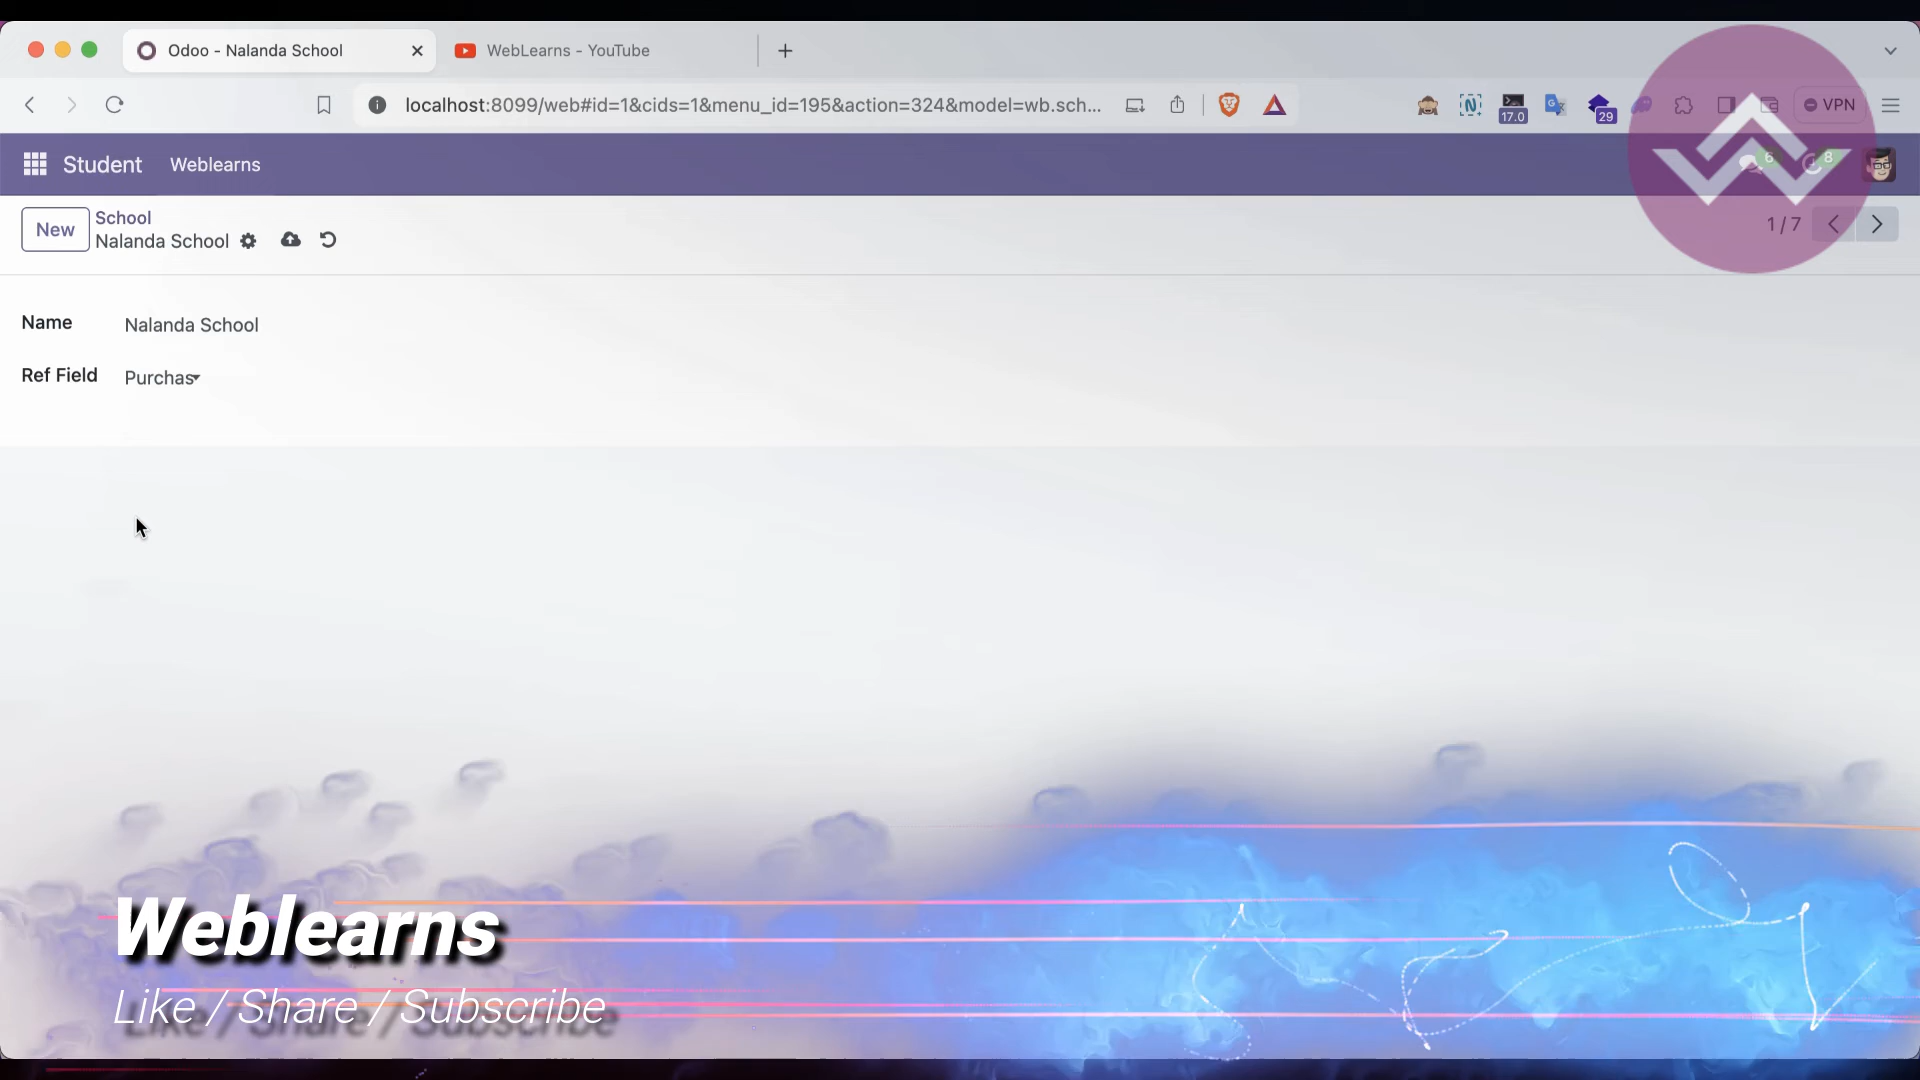 Odoo - Nalanda School
WebLearns - YouTube
localhost:8099/web#id=1&cids=1&menu_id=195&action=324&model=wb.sch...
17.0
29
VPN
Student
Weblearns
6
8
New
School
Nalanda School
1 / 7
Name
Nalanda School
Ref Field
Purchas
Weblearns
Like / Share / Subscribe